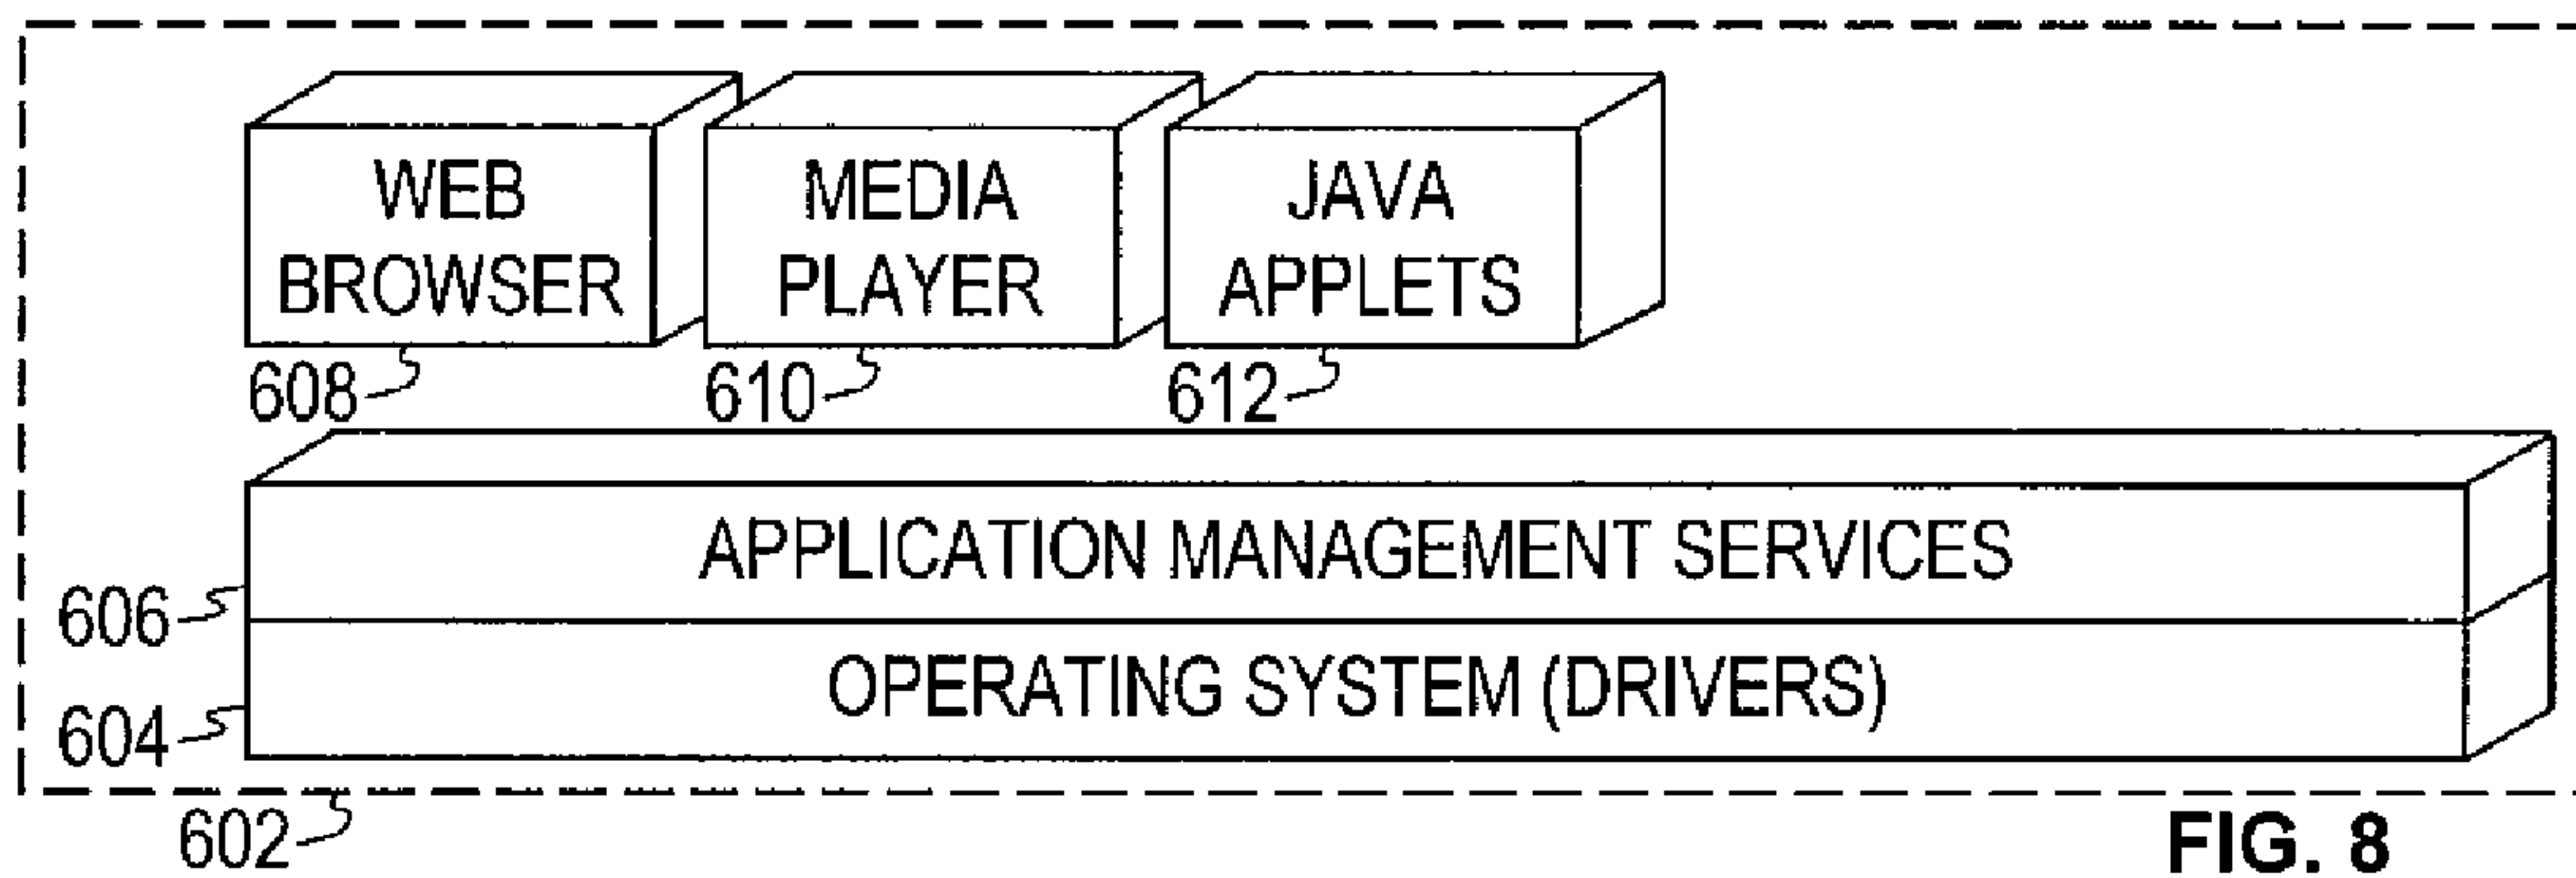 WEB
BROWSER
MEDIA
PLAYER
JAVA
APPLETS
608
610
612
APPLICATION MANAGEMENT SERVICES
606
OPERATING SYSTEM (DRIVERS)
604
602
FIG. 8